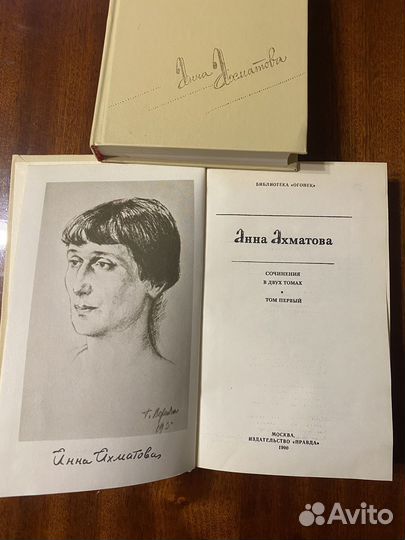 Анна Ахматова
БИБЛИОТЕКА «ОГОНЕК»
Анна Ахматова
СОЧИНЕНИЯ
В ДВУХ ТОМАХ
•
ТОМ ПЕРВЫЙ
МОСКВА
ИЗДАТЕЛЬСТВО «ПРАВДА»
1990
Анна Ахматова
Avito